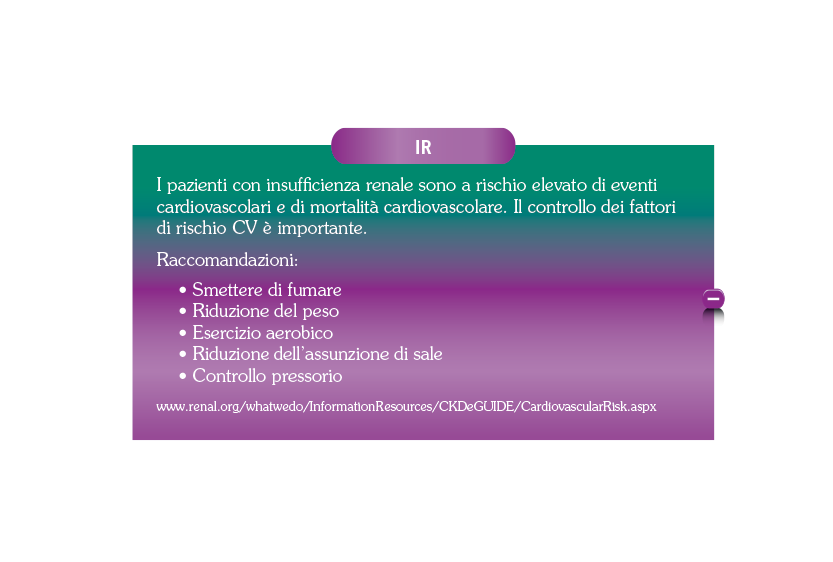 IR
I pazienti con insufficienza renale sono a rischio elevato di eventi
cardiovascolari e di mortalità cardiovascolare. Il controllo dei fattori
di rischio CV è importante.
Raccomandazioni:
• Smettere di fumare
• Riduzione del peso
• Esercizio aerobico
• Riduzione dell'assunzione di sale
• Controllo pressorio
www.renal.org/whatwedo/InformationResources/CKDeGUIDE/CardiovascularRisk.aspx